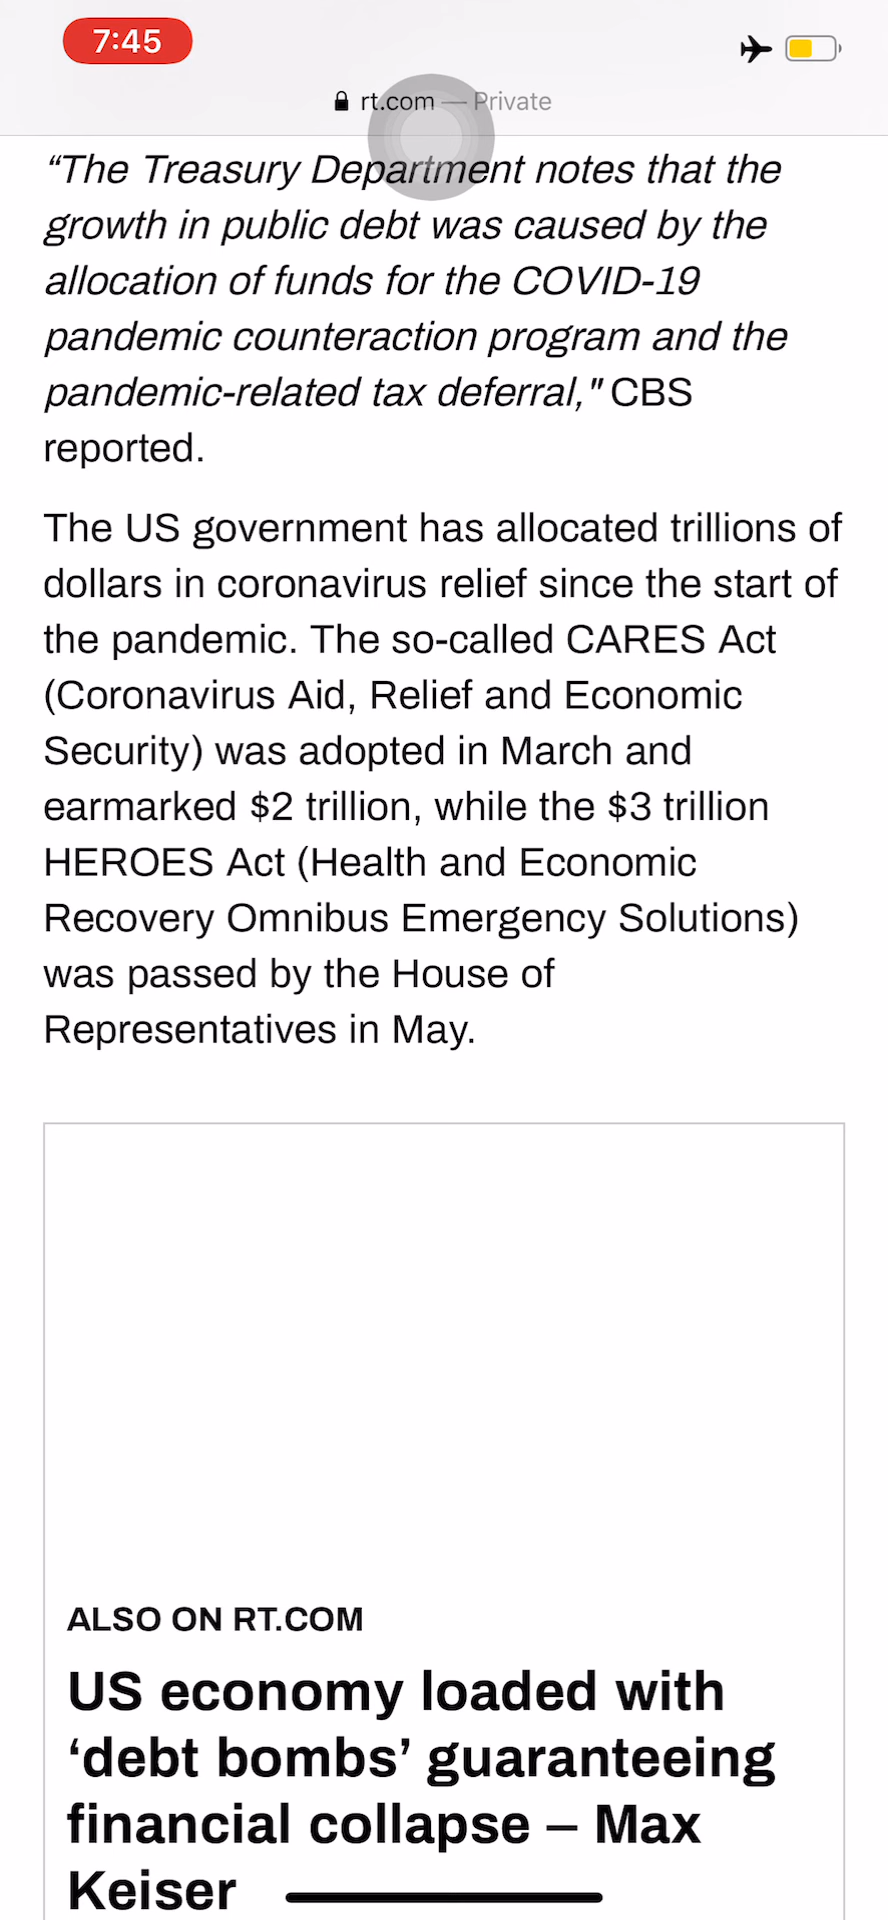 7:45
rt.com — Private
“The Treasury Department notes that the
growth in public debt was caused by the
allocation of funds for the COVID-19
pandemic counteraction program and the
pandemic-related tax deferral," CBS
reported.
The US government has allocated trillions of
dollars in coronavirus relief since the start of
the pandemic. The so-called CARES Act
(Coronavirus Aid, Relief and Economic
Security) was adopted in March and
earmarked $2 trillion, while the $3 trillion
HEROES Act (Health and Economic
Recovery Omnibus Emergency Solutions)
was passed by the House of
Representatives in May.
ALSO ON RT.COM
US economy loaded with
‘debt bombs’ guaranteeing
financial collapse – Max
Keiser